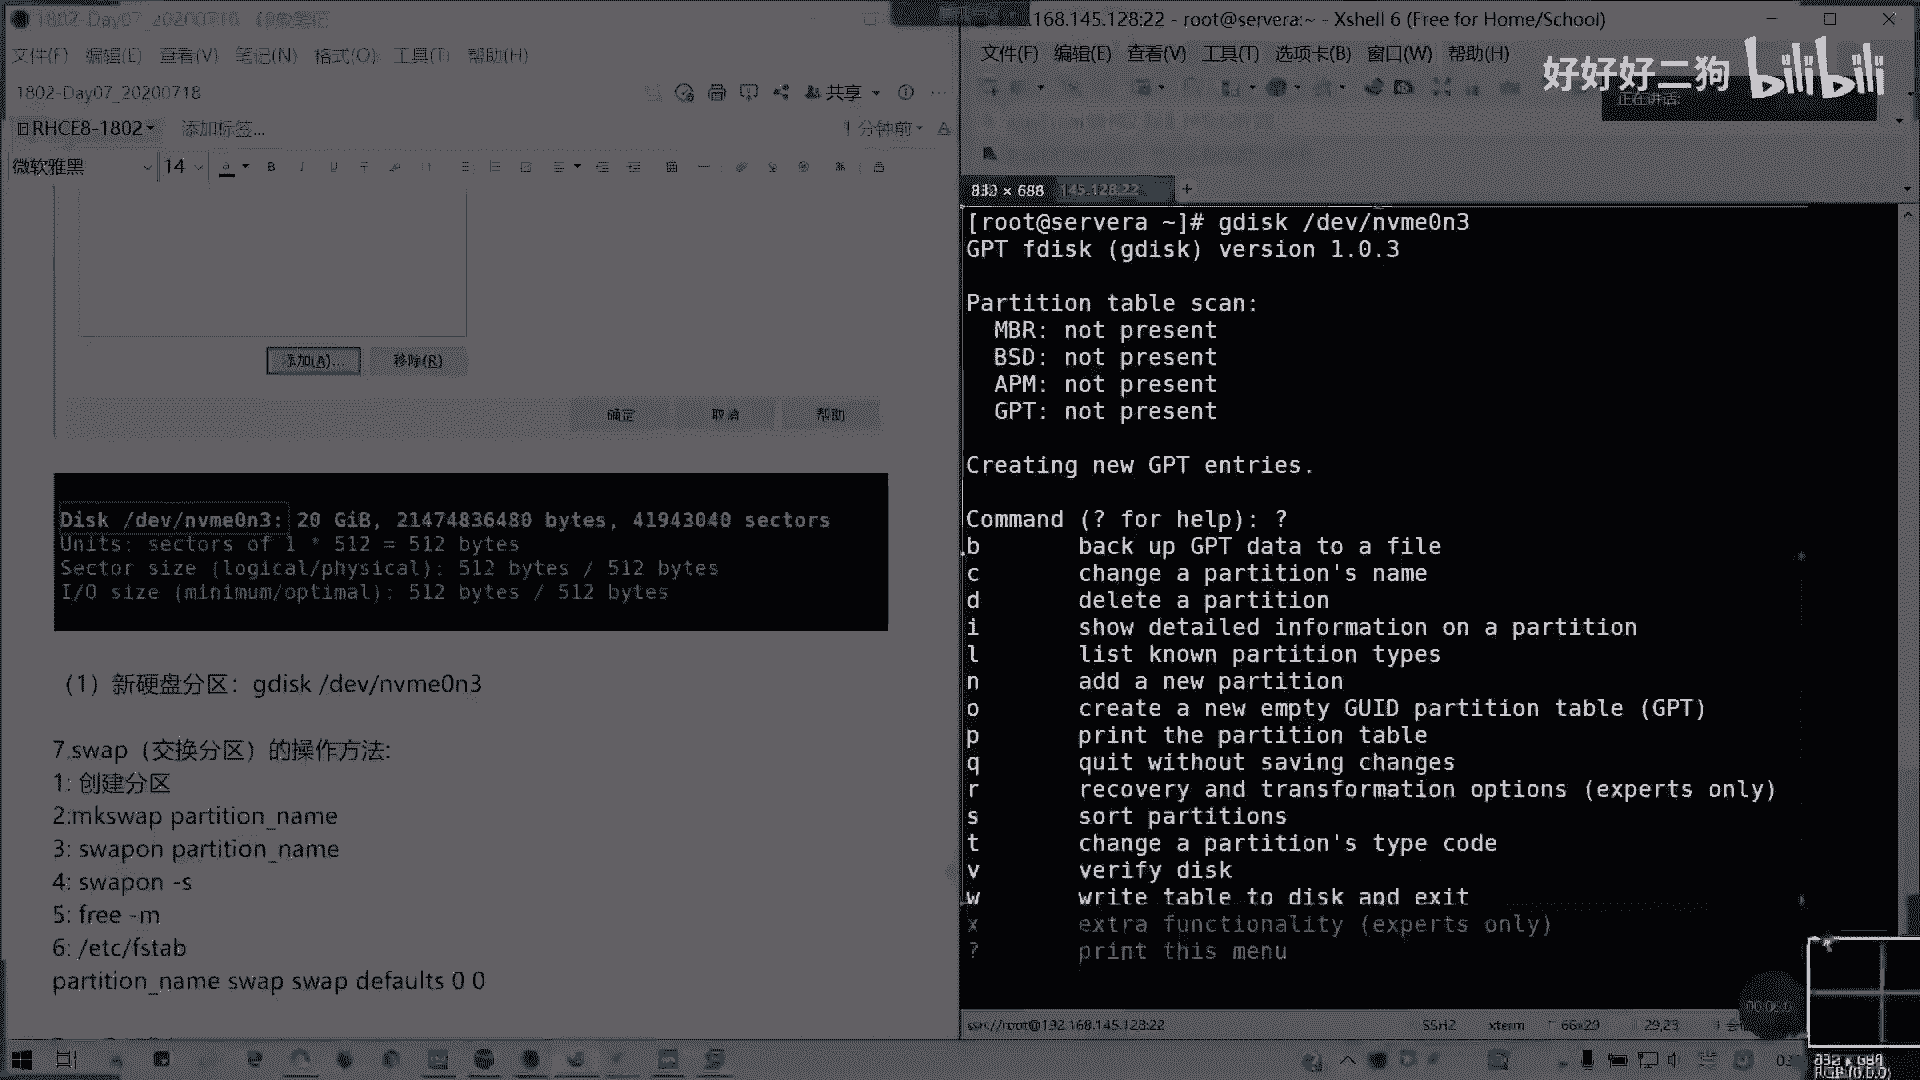 1802-Day07_20200718
文件(F) 编辑(E) 查看(V) 笔记(N) 格式(O) 工具(T) 帮助(H)
1802-Day07_20200718
共享
RHCE8-1802
添加标签...
1 分钟前
微软雅黑
14
添加(A)...
移除(R)
确定
取消
帮助
Disk /dev/nvme0n3: 20 GiB, 21474836480 bytes, 41943040 sectors
Units: sectors of 1 * 512 = 512 bytes
Sector size (logical/physical): 512 bytes / 512 bytes
I/O size (minimum/optimal): 512 bytes / 512 bytes
（1）新硬盘分区：gdisk /dev/nvme0n3
7.swap（交换分区）的操作方法:
1: 创建分区
2:mkswap partition_name
3: swapon partition_name
4: swapon -s
5: free -m
6: /etc/fstab
partition_name swap swap defaults 0 0
.168.145.128:22 - root@servera:~ - Xshell 6 (Free for Home/School)
文件(F) 编辑(E) 查看(V) 工具(T) 选项卡(B) 窗口(W) 帮助(H)
好好好二狗 bilibili
正在讲话:
145.128:22
[root@servera ~]# gdisk /dev/nvme0n3
GPT fdisk (gdisk) version 1.0.3
Partition table scan:
MBR: not present
BSD: not present
APM: not present
GPT: not present
Creating new GPT entries.
Command (? for help): ?
b back up GPT data to a file
c change a partition's name
d delete a partition
i show detailed information on a partition
l list known partition types
n add a new partition
o create a new empty GUID partition table (GPT)
p print the partition table
q quit without saving changes
r recovery and transformation options (experts only)
s sort partitions
t change a partition's type code
v verify disk
w write table to disk and exit
x extra functionality (experts only)
? print this menu
ssh://root@192.168.145.128:22
SSH2
xterm
66x29
29,23